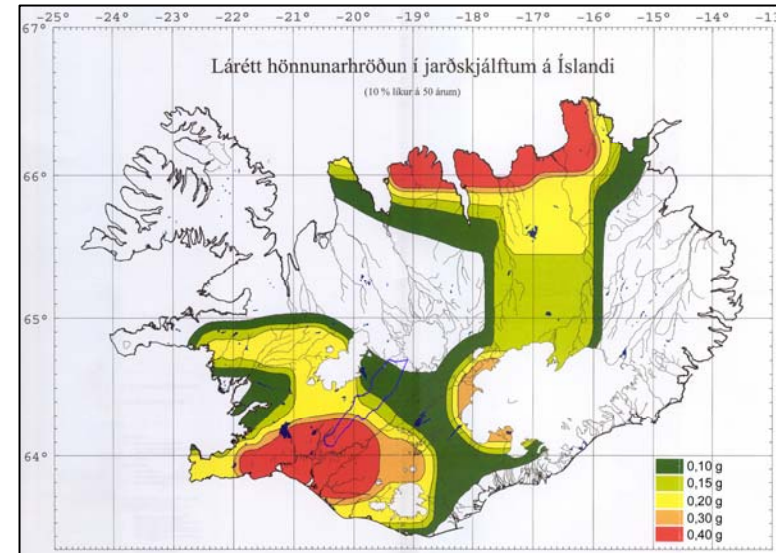 −25 −24 −23 −22 −21 −20 −19 −18 −17 −16 −15 −14 −13
67°
Lárétt hönnunarhröðun í jarðskjálftum á Íslandi
(10 % líkur á 50 árum)
66°
65°
64°
0,10 g
0,15 g
0,20 g
0,30 g
0,40 g